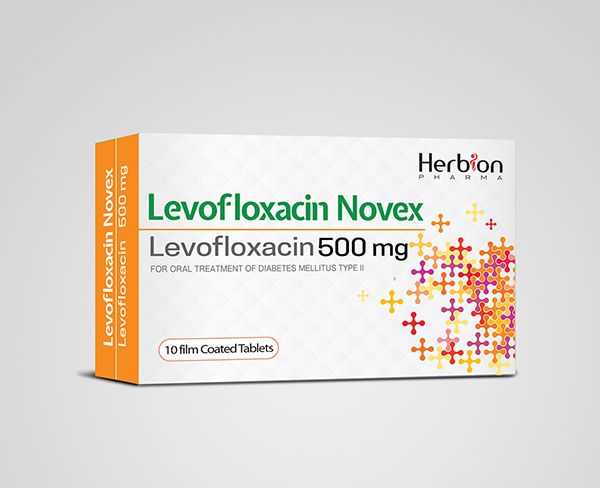 Herbion
PHARMA
Levofloxacin Novex
Levofloxacin 500 mg
FOR ORAL TREATMENT OF DIABETES MELLITUS TYPE II
10 film Coated Tablets
Levofloxacin Novex
Levofloxacin 500 mg